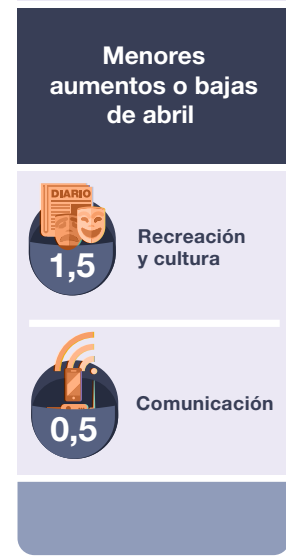 Menores
aumentos o bajas
de abril
DIARIO
1,5
Recreación
y cultura
0,5
Comunicación